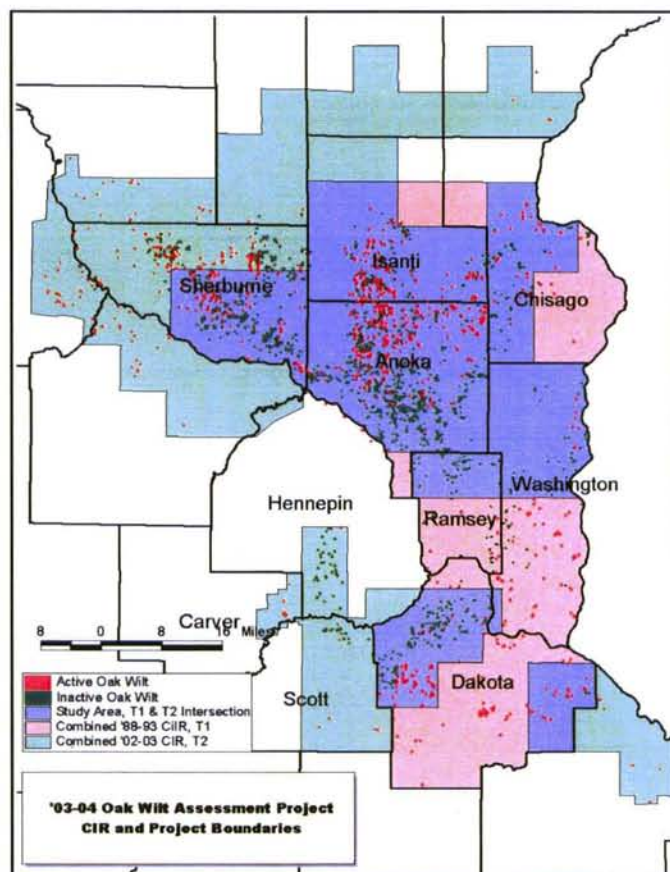 Isanti
Sherburne
Chisago
Anoka
Washington
Hennepin
Ramsey
Carver
8 0 8 16 Miles
Scott
Dakota
Active Oak Wilt
Inactive Oak Wilt
Study Area, T1 & T2 Intersection
Combined '88-93 CIIR, T1
Combined '02-03 CIR, T2
'03-04 Oak Wilt Assessment Project
CIR and Project Boundaries